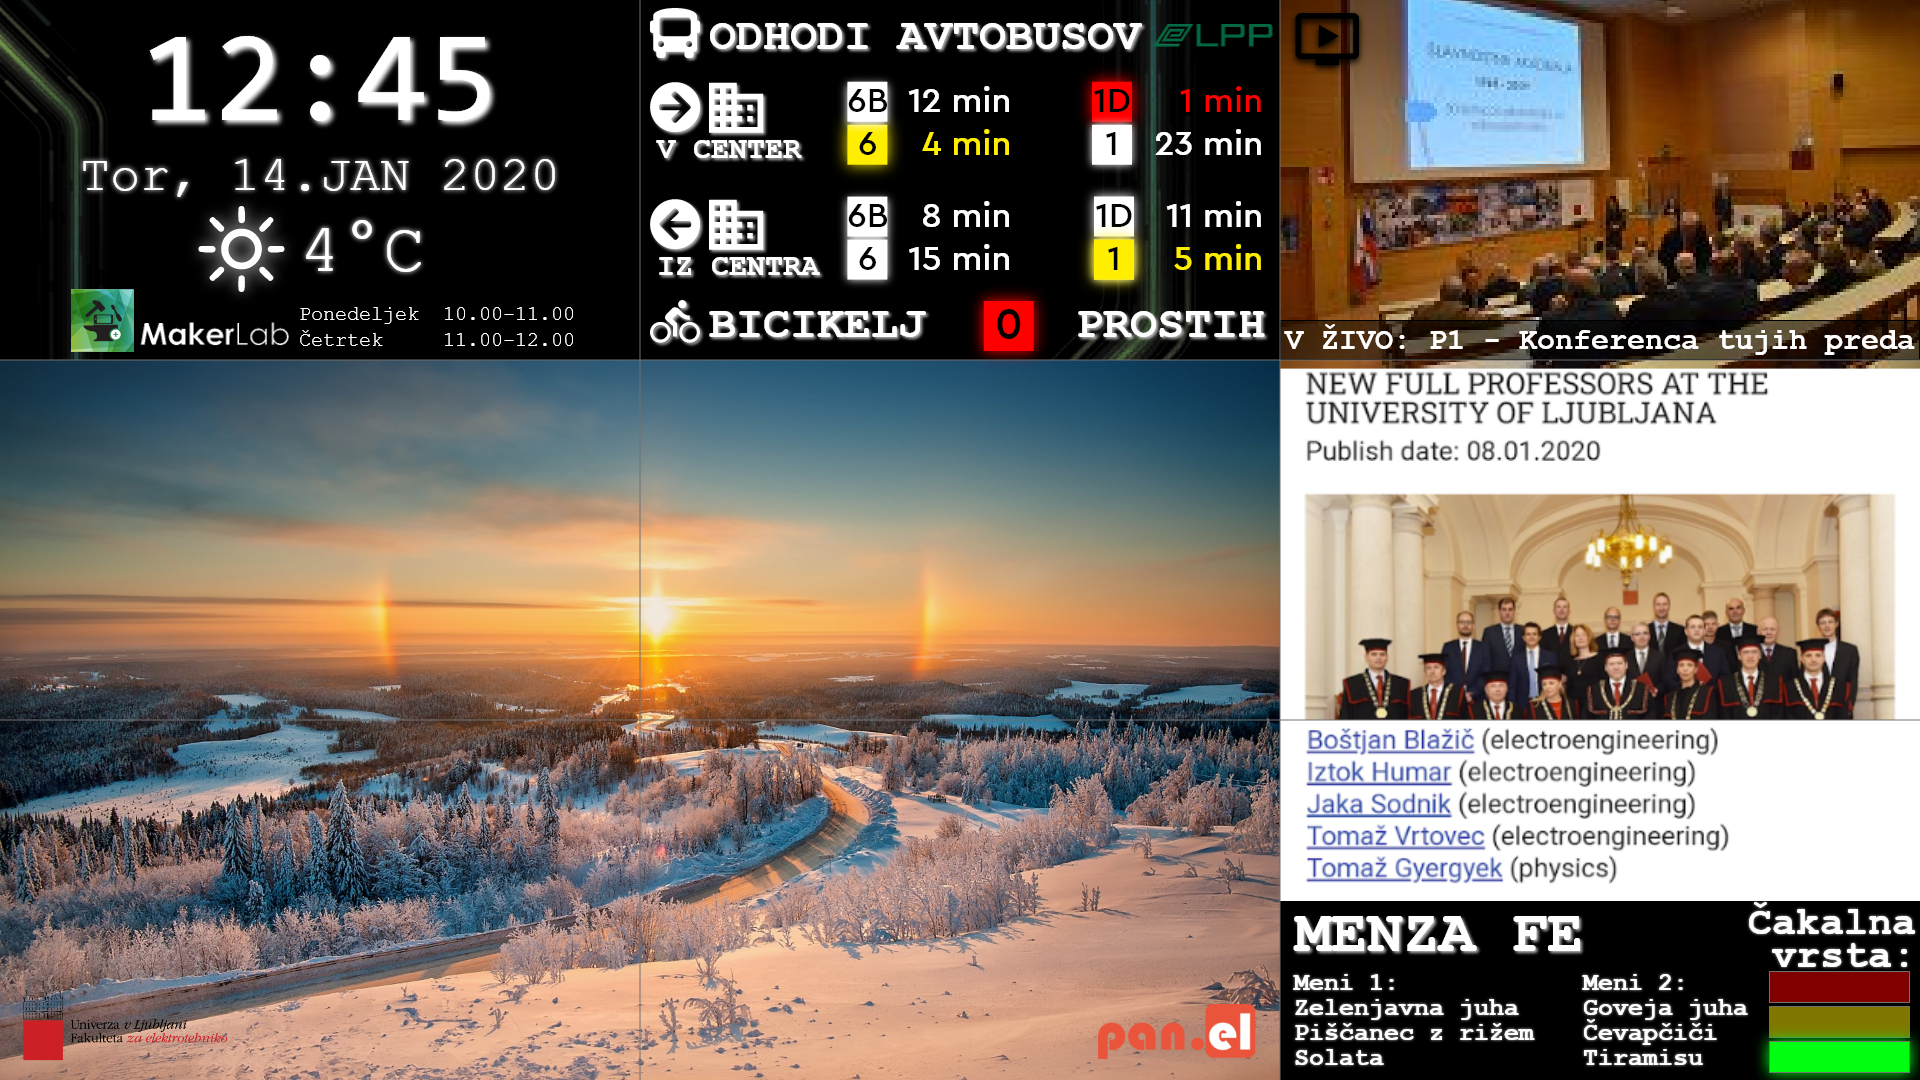 12:45
Tor, 14.JAN 2020
4°C
MakerLab
Ponedeljek 10.00-11.00
Četrtek 11.00-12.00
ODHODI AVTOBUSOV LPP
V CENTER
6B 12 min 1D 1 min
6 4 min 1 23 min
IZ CENTRA
6B 8 min 1D 11 min
6 15 min 1 5 min
BICIKELJ 0 PROSTIH
V ŽIVO: P1 - Konferenca tujih preda
NEW FULL PROFESSORS AT THE
UNIVERSITY OF LJUBLJANA
Publish date: 08.01.2020
Boštjan Blažič (electroengineering)
Iztok Humar (electroengineering)
Jaka Sodnik (electroengineering)
Tomaž Vrtovec (electroengineering)
Tomaž Gyergyek (physics)
MENZA FE
Čakalna
vrsta:
Meni 1:
Zelenjavna juha
Piščanec z rižem
Solata
Meni 2:
Goveja juha
Čevapčiči
Tiramisu
Univerza v Ljubljani
Fakulteta za elektrotehniko
pan.el